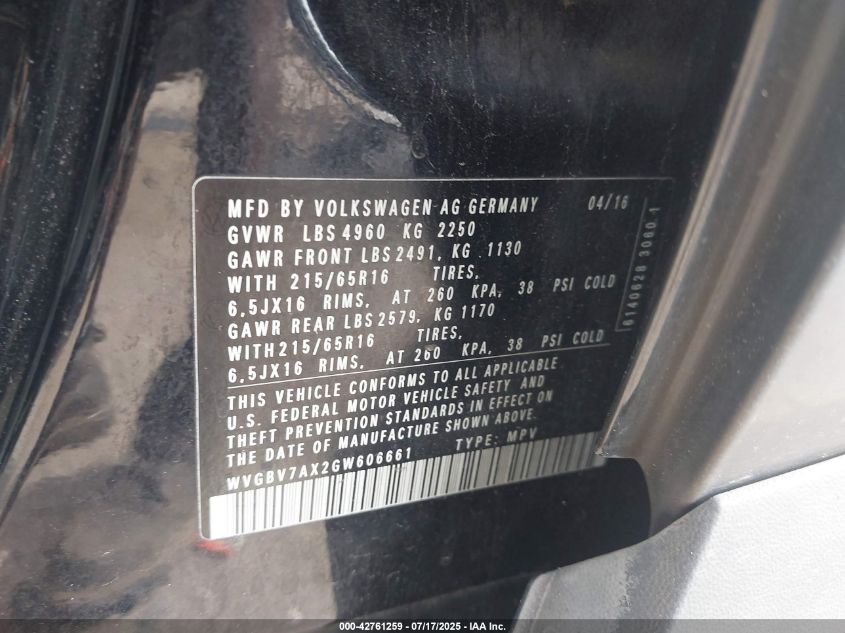 MFD BY VOLKSWAGEN AG GERMANY 04/16
GVWR LBS 4960 KG 2250
GAWR FRONT LBS 2491, KG 1130
WITH 215/65R16 TIRES,
6,5JX16 RIMS, AT 260 KPA, 38 PSI COLD
GAWR REAR LBS 2579, KG 1170
WITH 215/65R16 TIRES,
6,5JX16 RIMS, AT 260 KPA, 38 PSI COLD
THIS VEHICLE CONFORMS TO ALL APPLICABLE
U.S. FEDERAL MOTOR VEHICLE SAFETY AND
THEFT PREVENTION STANDARDS IN EFFECT ON
THE DATE OF MANUFACTURE SHOWN ABOVE.
WVGBV7AX2GW606661 TYPE: MPV
6140628 3060-1
000-42761259 - 07/17/2025 - IAA Inc.